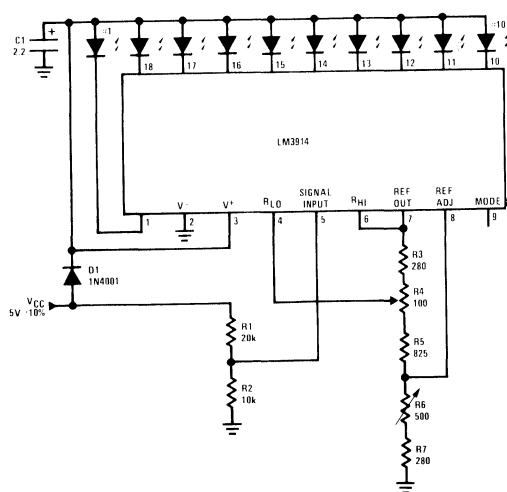 C1
2.2
+
#1
#10
18
17
16
15
14
13
12
11
10
LM3914
V-
V+
RLO
SIGNAL
INPUT
RHI
REF
OUT
REF
ADJ
MODE
1
2
3
4
5
6
7
8
9
D1
1N4001
VCC
5V ·10%
R1
20k
R2
10k
R3
280
R4
100
R5
825
R6
500
R7
280